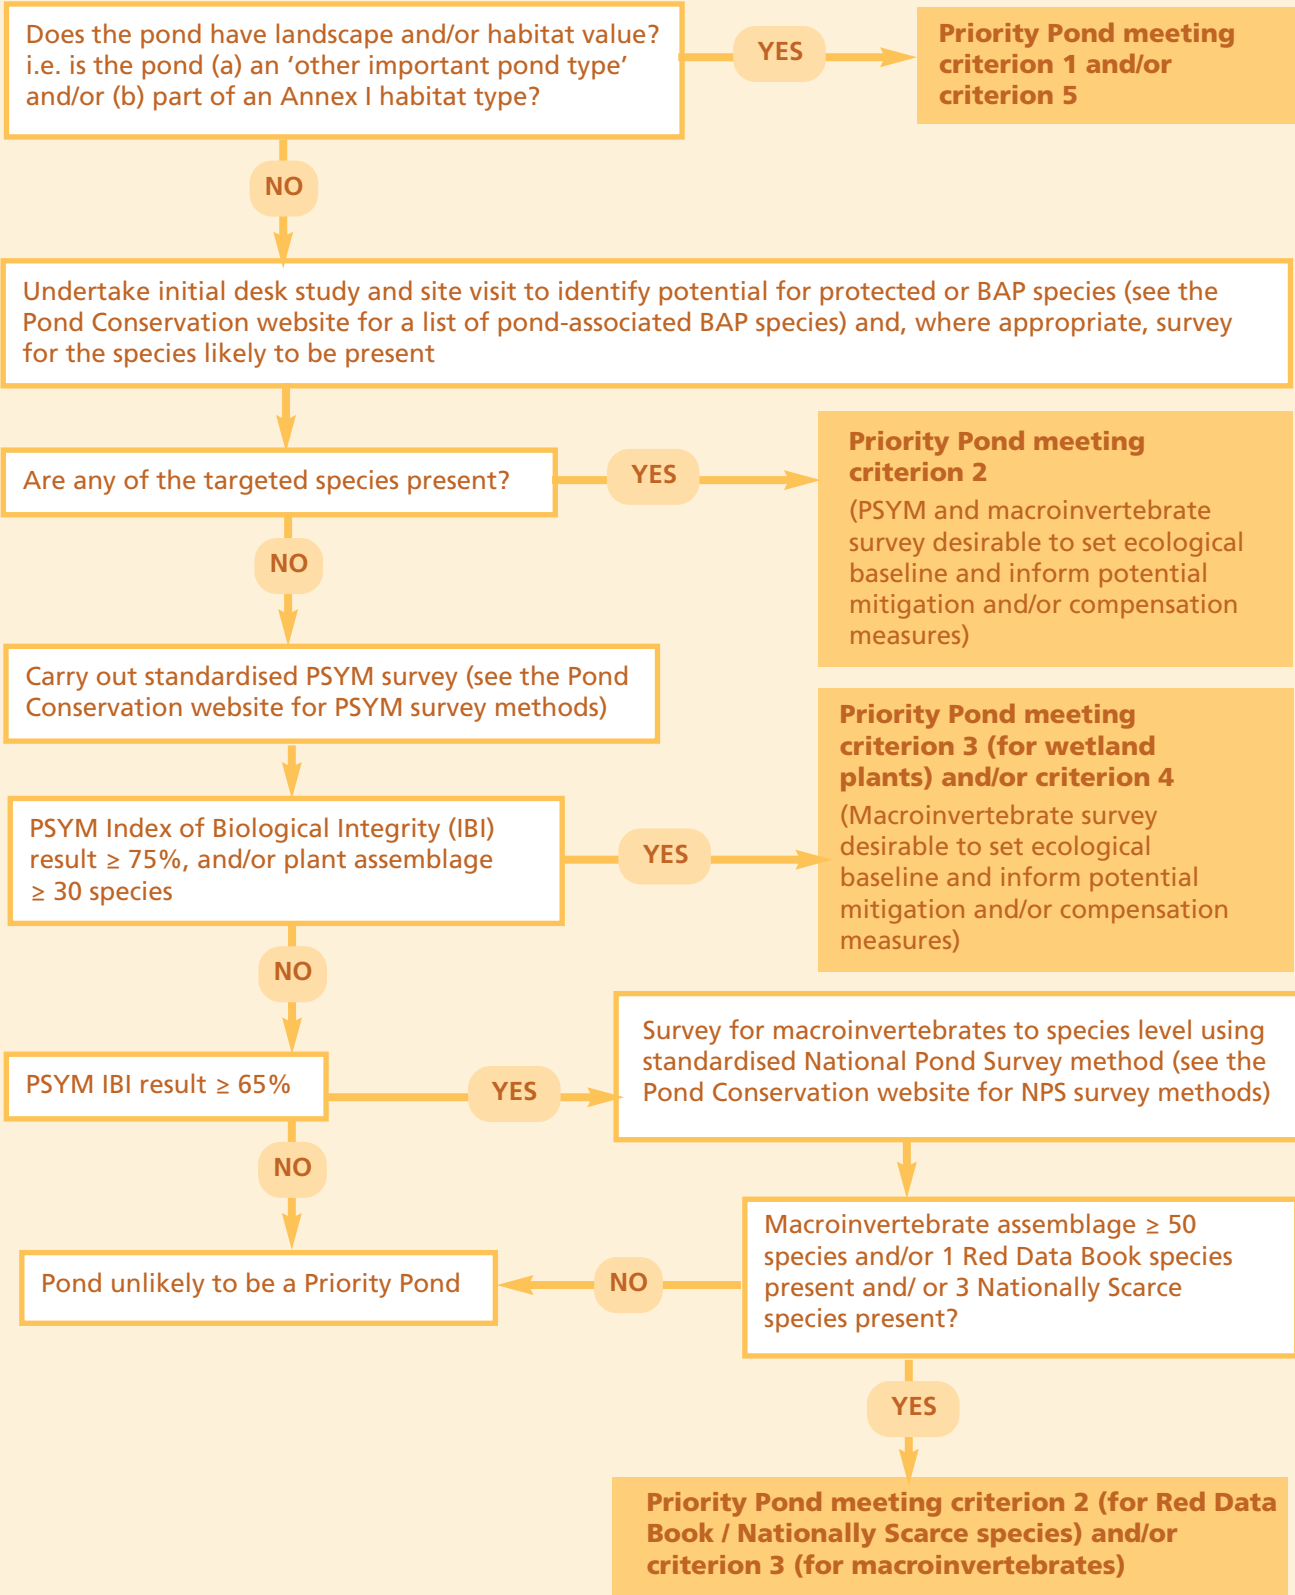 Does the pond have landscape and/or habitat value?
i.e. is the pond (a) an ‘other important pond type’
and/or (b) part of an Annex I habitat type?
YES
Priority Pond meeting
criterion 1 and/or
criterion 5
NO
Undertake initial desk study and site visit to identify potential for protected or BAP species (see the
Pond Conservation website for a list of pond-associated BAP species) and, where appropriate, survey
for the species likely to be present
Are any of the targeted species present?
YES
Priority Pond meeting
criterion 2
(PSYM and macroinvertebrate
survey desirable to set ecological
baseline and inform potential
mitigation and/or compensation
measures)
NO
Carry out standardised PSYM survey (see the Pond
Conservation website for PSYM survey methods)
PSYM Index of Biological Integrity (IBI)
result ≥ 75%, and/or plant assemblage
≥ 30 species
YES
Priority Pond meeting
criterion 3 (for wetland
plants) and/or criterion 4
(Macroinvertebrate survey
desirable to set ecological
baseline and inform potential
mitigation and/or compensation
measures)
NO
PSYM IBI result ≥ 65%
YES
Survey for macroinvertebrates to species level using
standardised National Pond Survey method (see the
Pond Conservation website for NPS survey methods)
NO
Macroinvertebrate assemblage ≥ 50
species and/or 1 Red Data Book species
present and/ or 3 Nationally Scarce
species present?
NO
Pond unlikely to be a Priority Pond
YES
Priority Pond meeting criterion 2 (for Red Data
Book / Nationally Scarce species) and/or
criterion 3 (for macroinvertebrates)